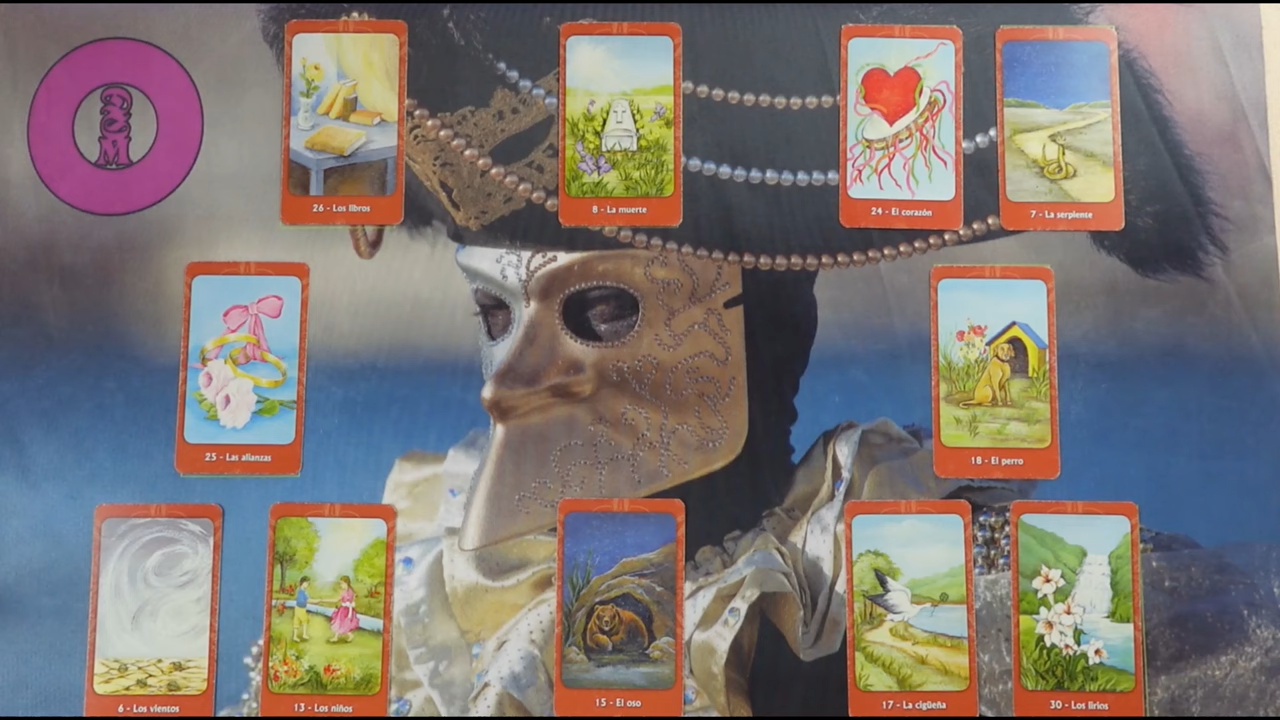 26 - Los libros
8 - La muerte
24 - El corazón
7 - La serpiente
25 - Las alianzas
18 - El perro
6 - Los vientos
13 - Los niños
15 - El oso
17 - La cigüeña
30 - Los lirios